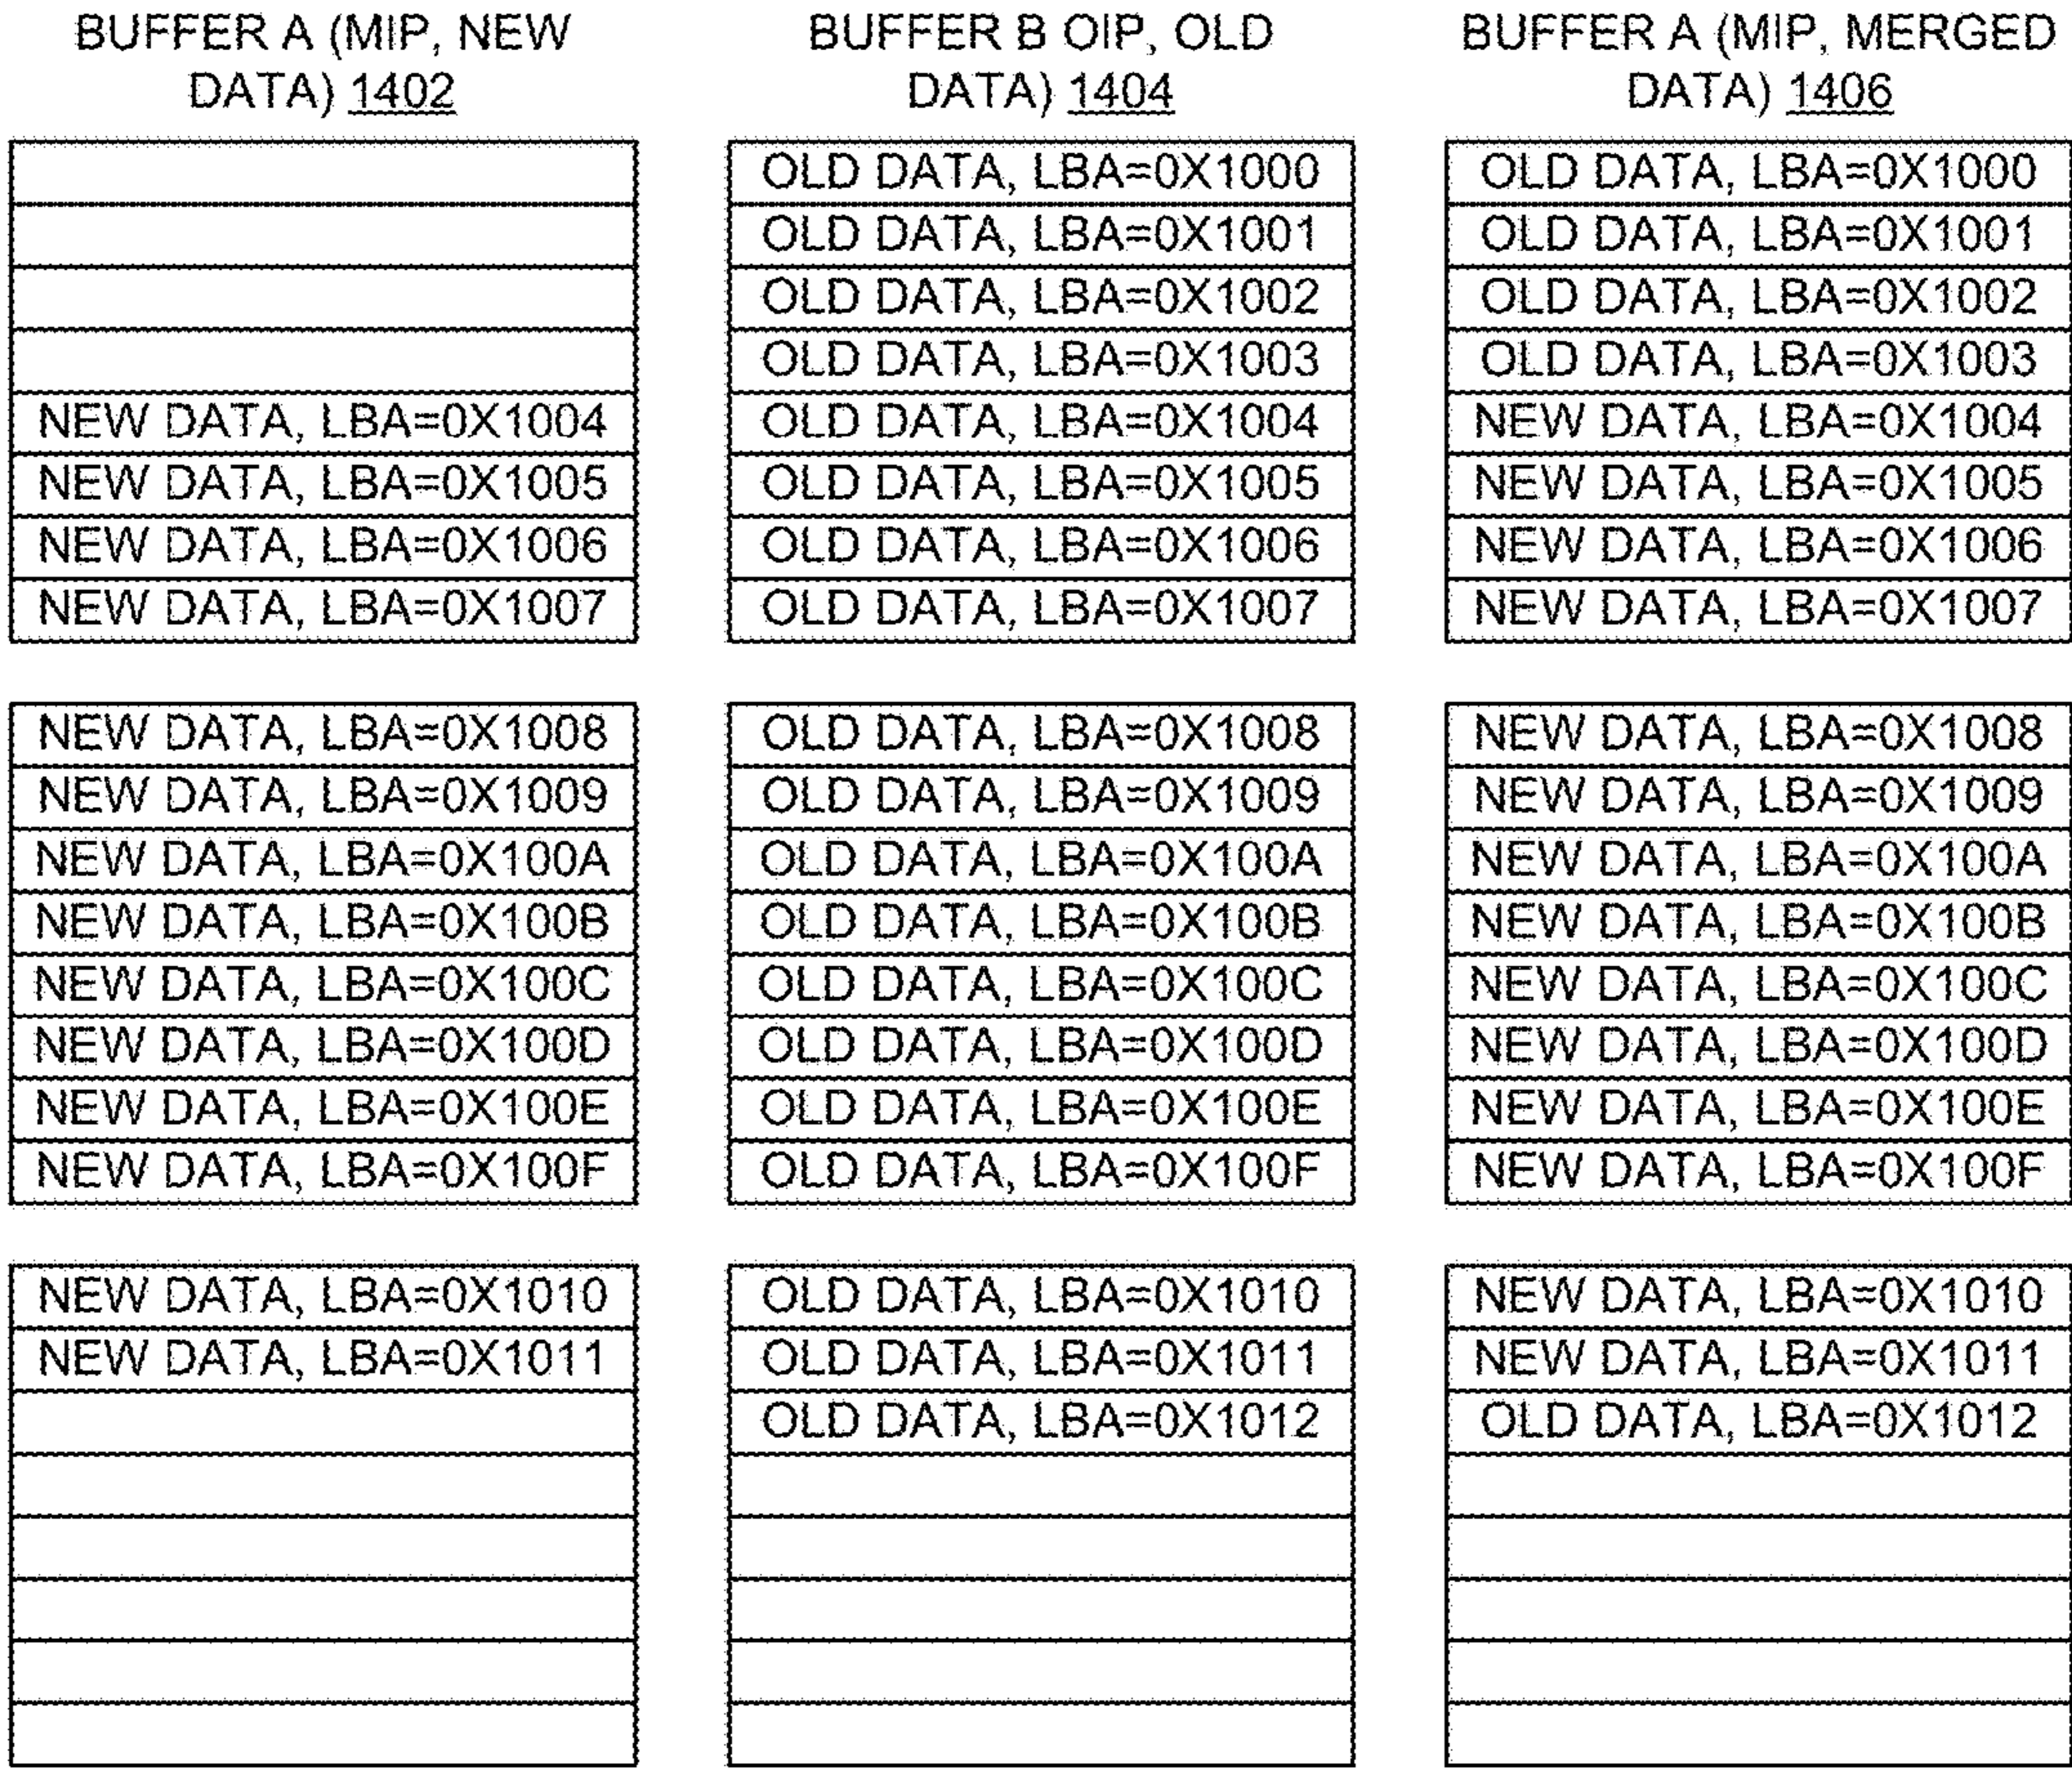 BUFFER A (MIP, NEW
DATA) 1402
NEW DATA, LBA=0X1004
NEW DATA, LBA=0X1005
NEW DATA, LBA=0X1006
NEW DATA, LBA=0X1007
NEW DATA, LBA=0X1008
NEW DATA, LBA=0X1009
NEW DATA, LBA=0X100A
NEW DATA, LBA=0X100B
NEW DATA, LBA=0X100C
NEW DATA, LBA=0X100D
NEW DATA, LBA=0X100E
NEW DATA, LBA=0X100F
NEW DATA, LBA=0X1010
NEW DATA, LBA=0X1011
BUFFER B OIP, OLD
DATA) 1404
OLD DATA, LBA=0X1000
OLD DATA, LBA=0X1001
OLD DATA, LBA=0X1002
OLD DATA, LBA=0X1003
OLD DATA, LBA=0X1004
OLD DATA, LBA=0X1005
OLD DATA, LBA=0X1006
OLD DATA, LBA=0X1007
OLD DATA, LBA=0X1008
OLD DATA, LBA=0X1009
OLD DATA, LBA=0X100A
OLD DATA, LBA=0X100B
OLD DATA, LBA=0X100C
OLD DATA, LBA=0X100D
OLD DATA, LBA=0X100E
OLD DATA, LBA=0X100F
OLD DATA, LBA=0X1010
OLD DATA, LBA=0X1011
OLD DATA, LBA=0X1012
BUFFER A (MIP, MERGED
DATA) 1406
OLD DATA, LBA=0X1000
OLD DATA, LBA=0X1001
OLD DATA, LBA=0X1002
OLD DATA, LBA=0X1003
NEW DATA, LBA=0X1004
NEW DATA, LBA=0X1005
NEW DATA, LBA=0X1006
NEW DATA, LBA=0X1007
NEW DATA, LBA=0X1008
NEW DATA, LBA=0X1009
NEW DATA, LBA=0X100A
NEW DATA, LBA=0X100B
NEW DATA, LBA=0X100C
NEW DATA, LBA=0X100D
NEW DATA, LBA=0X100E
NEW DATA, LBA=0X100F
NEW DATA, LBA=0X1010
NEW DATA, LBA=0X1011
OLD DATA, LBA=0X1012